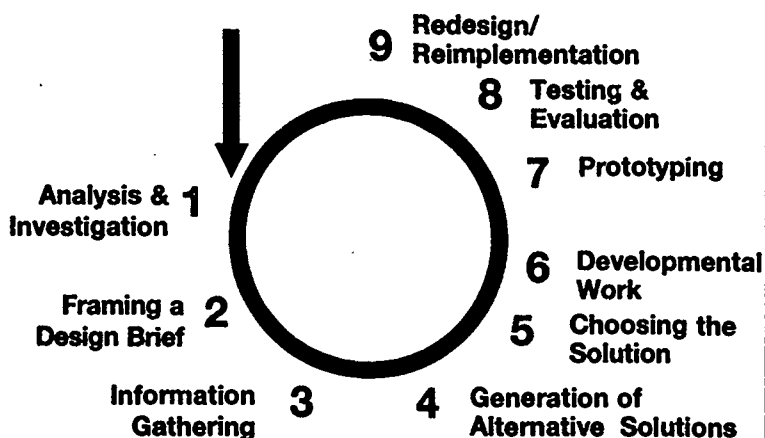 9 Redesign/
Reimplementation
8 Testing &
Evaluation
7 Prototyping
Analysis & 1
Investigation
6 Developmental
Work
Framing a 2
Design Brief
5 Choosing the
Solution
Information 3
Gathering
4 Generation of
Alternative Solutions